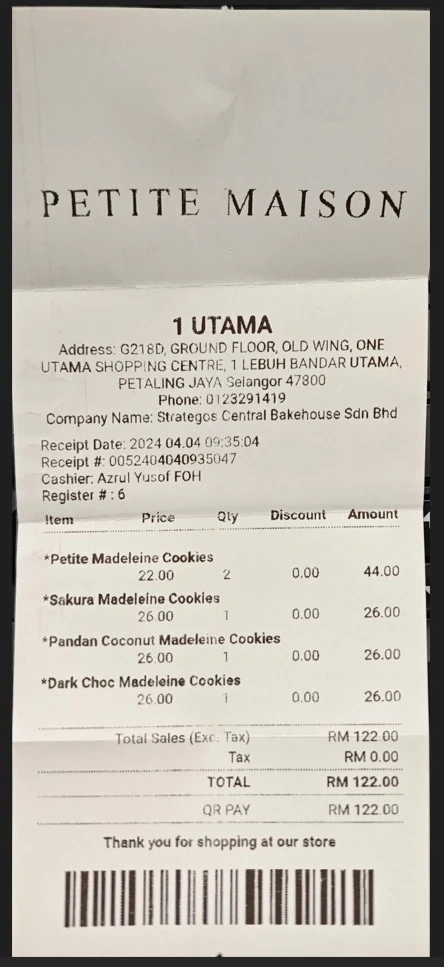 PETITE MAISON
1 UTAMA
Address: G218D, GROUND FLOOR, OLD WING, ONE
UTAMA SHOPPING CENTRE, 1 LEBUH BANDAR UTAMA,
PETALING JAYA Selangor 47800
Phone: 0123291419
Company Name: Strategos Central Bakehouse Sdn Bhd
Receipt Date: 2024.04.04 09:35:04
Receipt #: 0052404040935047
Cashier: Azrul Yusof FOH
Register # : 6
Item Price Qty Discount Amount
*Petite Madeleine Cookies
22.00 2 0.00 44.00
*Sakura Madeleine Cookies
26.00 1 0.00 26.00
*Pandan Coconut Madeleine Cookies
26.00 1 0.00 26.00
*Dark Choc Madeleine Cookies
26.00 1 0.00 26.00
Total Sales (Exc. Tax) RM 122.00
Tax RM 0.00
TOTAL RM 122.00
QR PAY RM 122.00
Thank you for shopping at our store